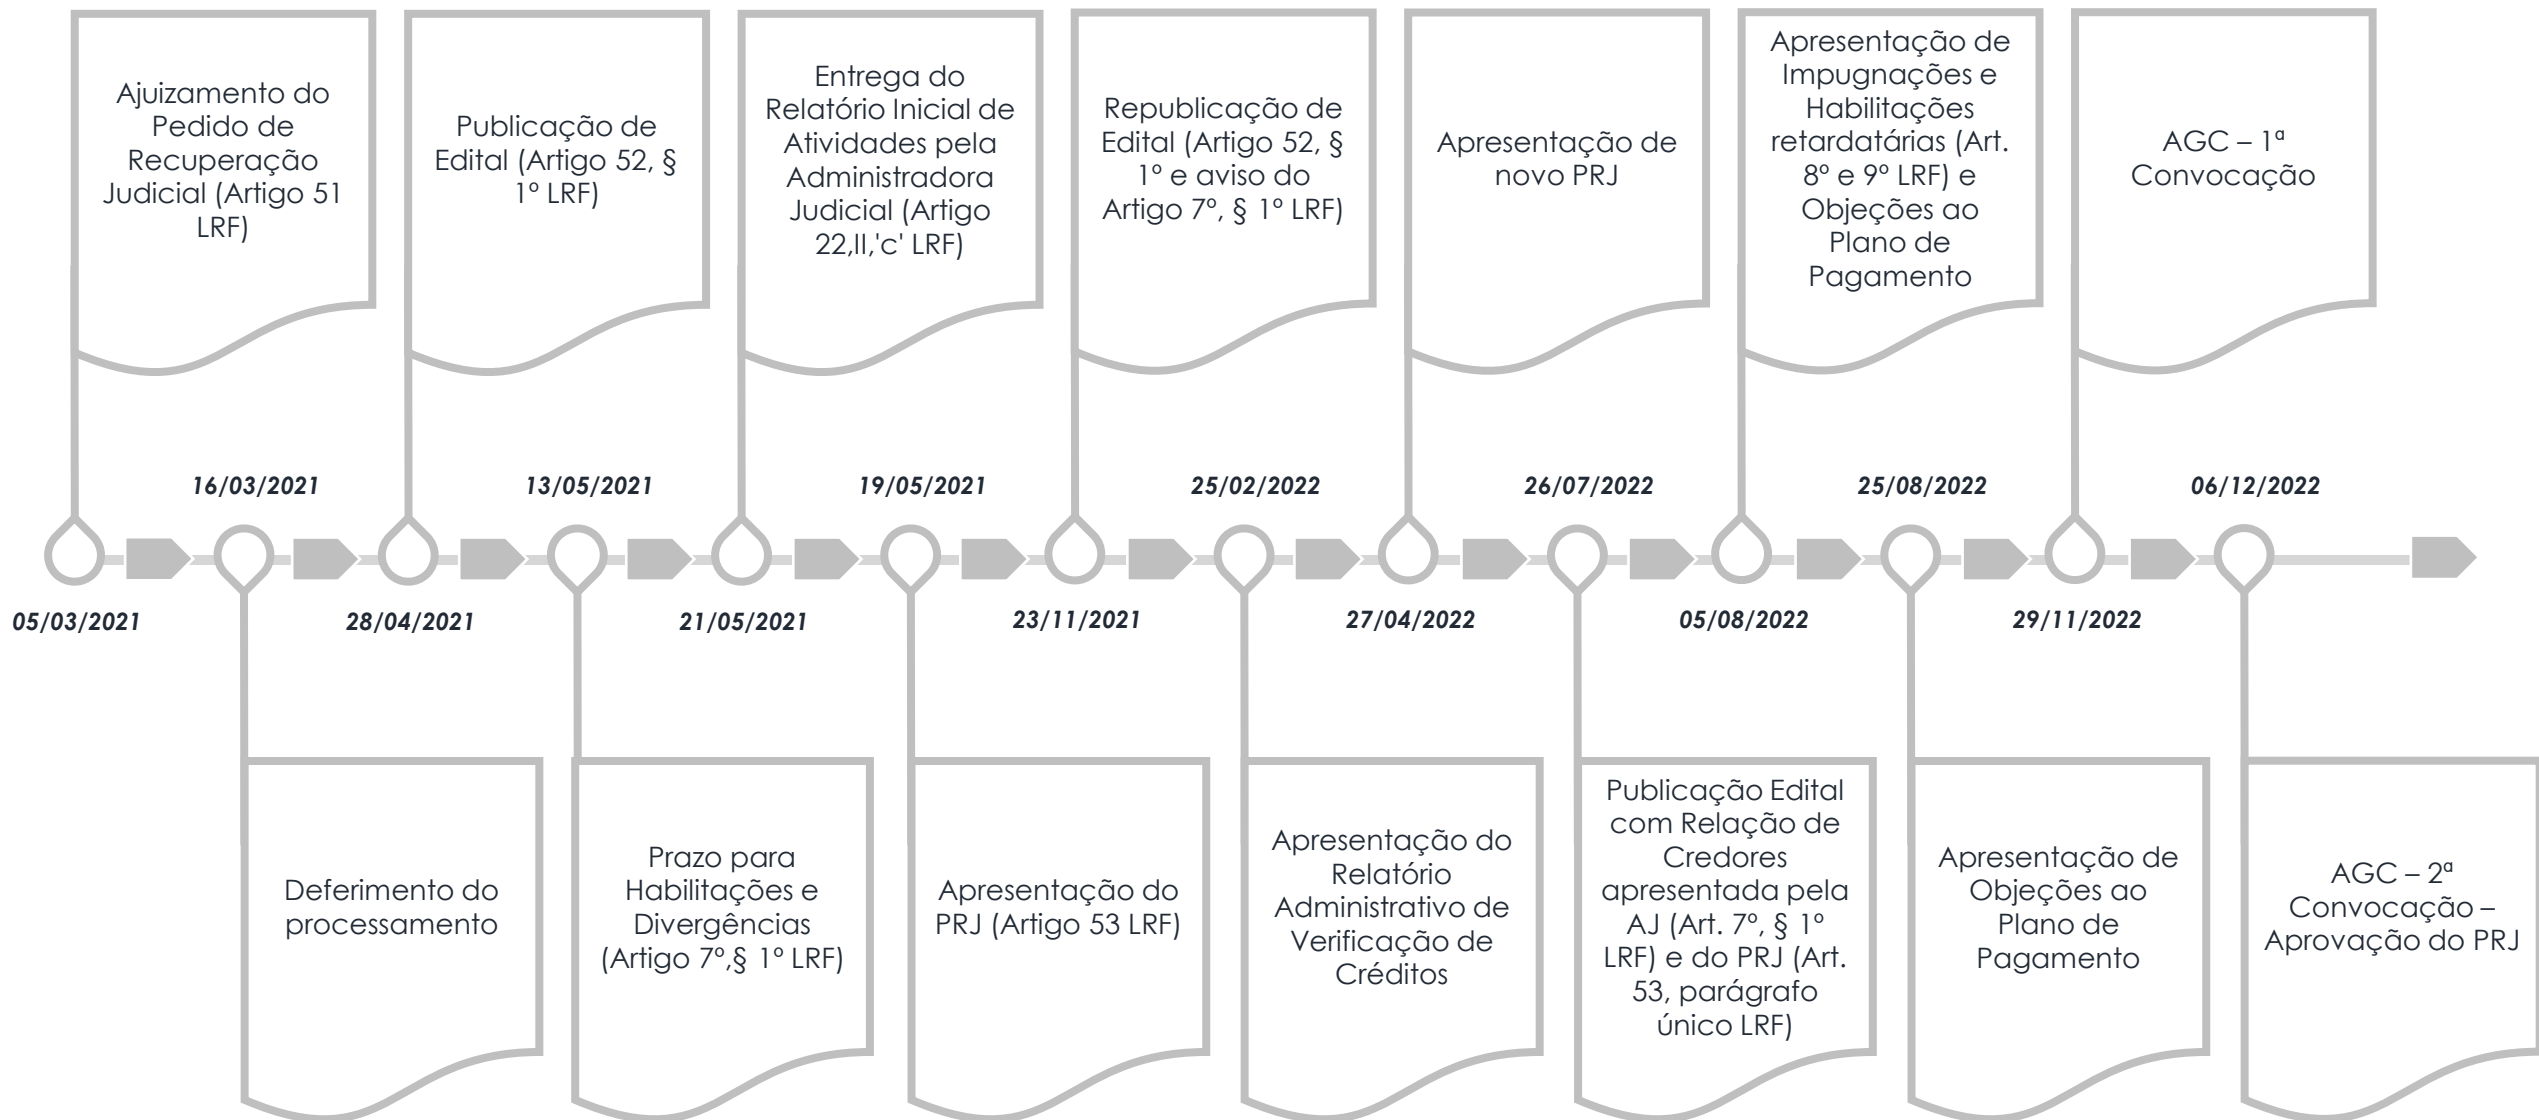 Ajuizamento do
Pedido de
Recuperação
Judicial (Artigo 51
LRF)
Publicação de
Edital (Artigo 52, §
1º LRF)
Entrega do
Relatório Inicial de
Atividades pela
Administradora
Judicial (Artigo
22,II,'c' LRF)
Republicação de
Edital (Artigo 52, §
1º e aviso do
Artigo 7º, § 1º LRF)
Apresentação de
novo PRJ
Apresentação de
Impugnações e
Habilitações
retardatárias (Art.
8º e 9º LRF) e
Objeções ao
Plano de
Pagamento
AGC – 1ª
Convocação
16/03/2021
13/05/2021
19/05/2021
25/02/2022
26/07/2022
25/08/2022
06/12/2022
05/03/2021
28/04/2021
21/05/2021
23/11/2021
27/04/2022
05/08/2022
29/11/2022
Deferimento do
processamento
Prazo para
Habilitações e
Divergências
(Artigo 7º,§ 1º LRF)
Apresentação do
PRJ (Artigo 53 LRF)
Apresentação do
Relatório
Administrativo de
Verificação de
Créditos
Publicação Edital
com Relação de
Credores
apresentada pela
AJ (Art. 7º, § 1º
LRF) e do PRJ (Art.
53, parágrafo
único LRF)
Apresentação de
Objeções ao
Plano de
Pagamento
AGC – 2ª
Convocação –
Aprovação do PRJ